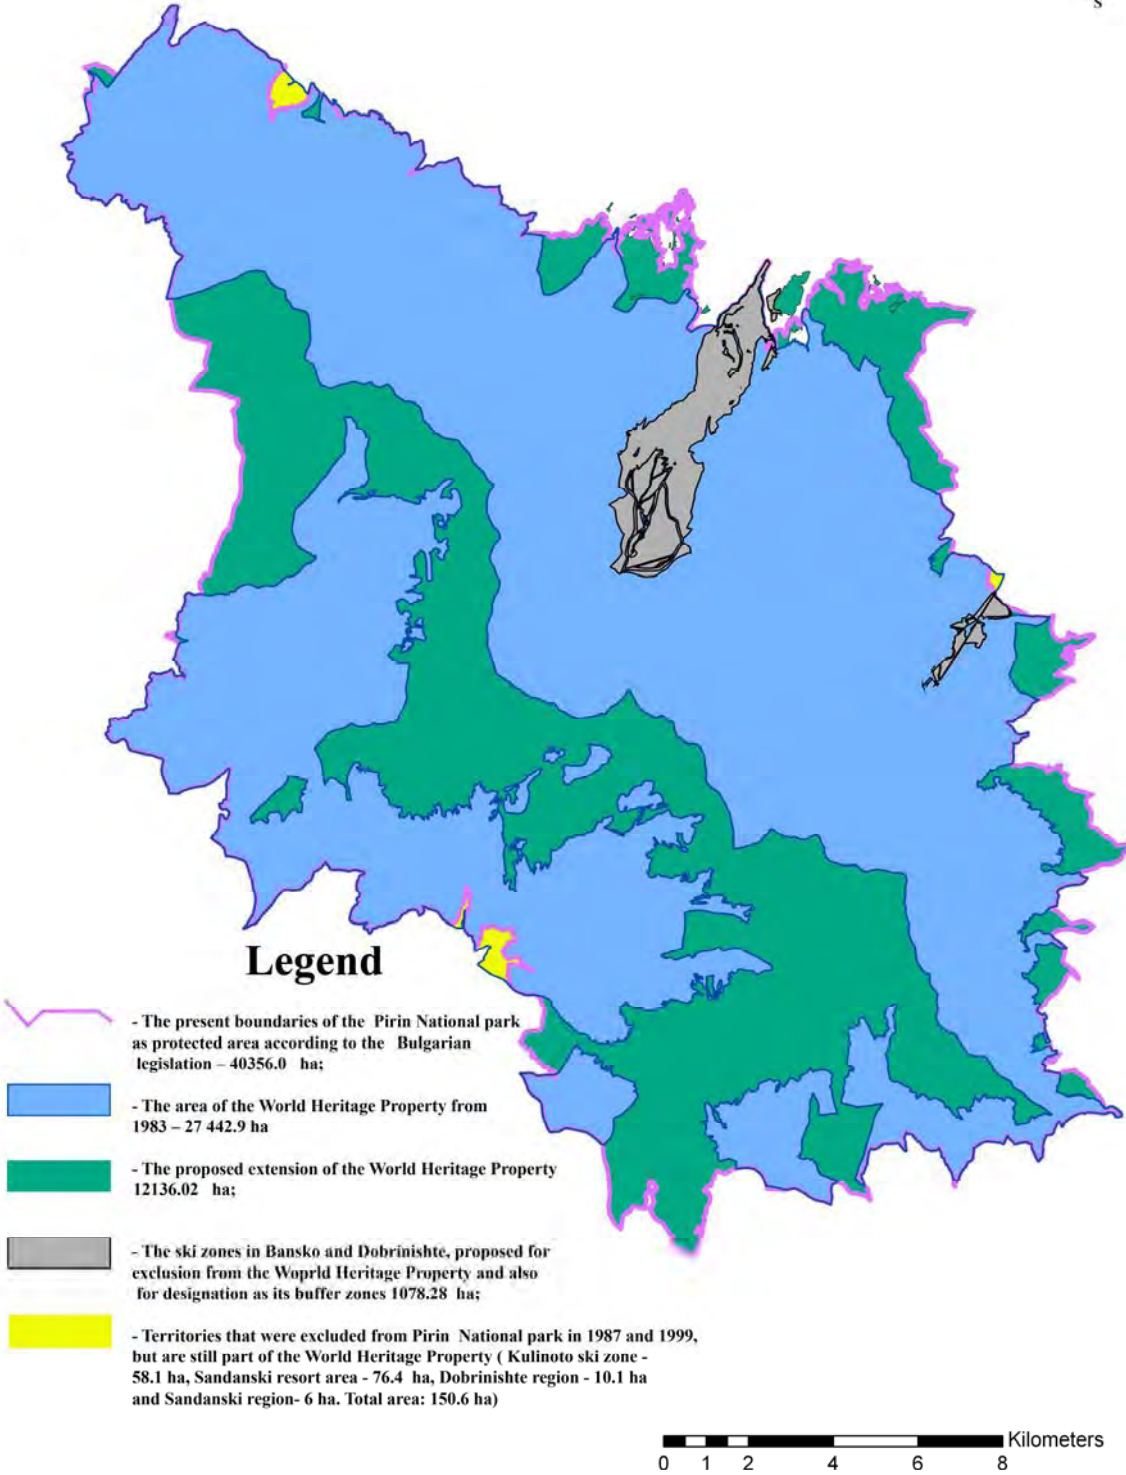 S
Legend
- The present boundaries of the Pirin National park
as protected area according to the Bulgarian
legislation – 40356.0 ha;
- The area of the World Heritage Property from
1983 – 27 442.9 ha
- The proposed extension of the World Heritage Property
12136.02 ha;
- The ski zones in Bansko and Dobrinishte, proposed for
exclusion from the Woprld Heritage Property and also
for designation as its buffer zones 1078.28 ha;
- Territories that were excluded from Pirin National park in 1987 and 1999,
but are still part of the World Heritage Property ( Kulinoto ski zone -
58.1 ha, Sandanski resort area - 76.4 ha, Dobrinishte region - 10.1 ha
and Sandanski region- 6 ha. Total area: 150.6 ha)
Kilometers
0 1 2 4 6 8